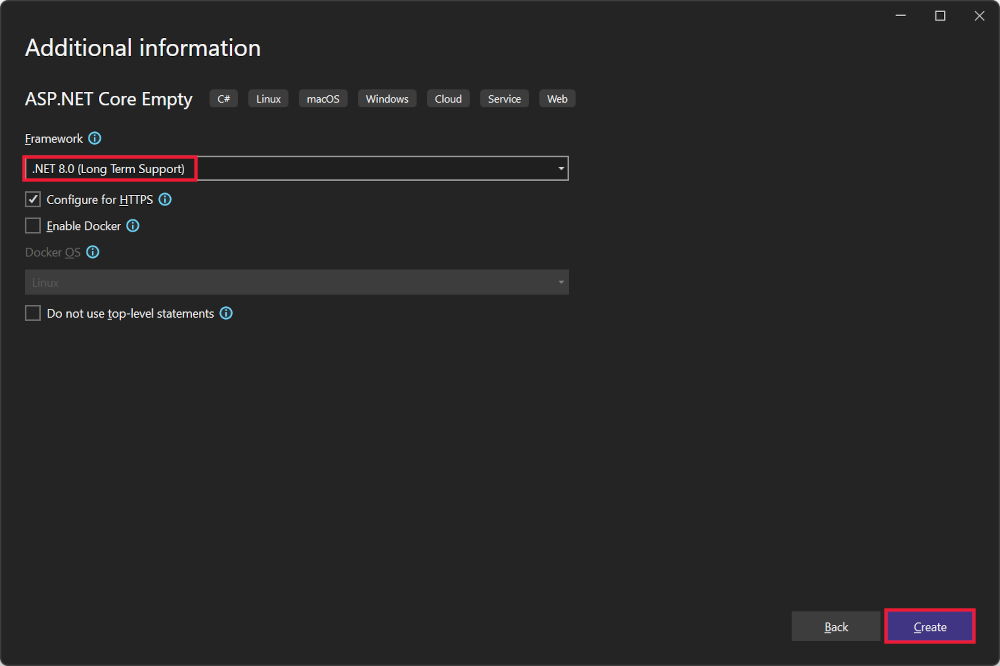 Additional information
ASP.NET Core Empty C# Linux macOS Windows Cloud Service Web
Framework
.NET 8.0 (Long Term Support)
Configure for HTTPS
Enable Docker
Docker OS
Linux
Do not use top-level statements
Back Create